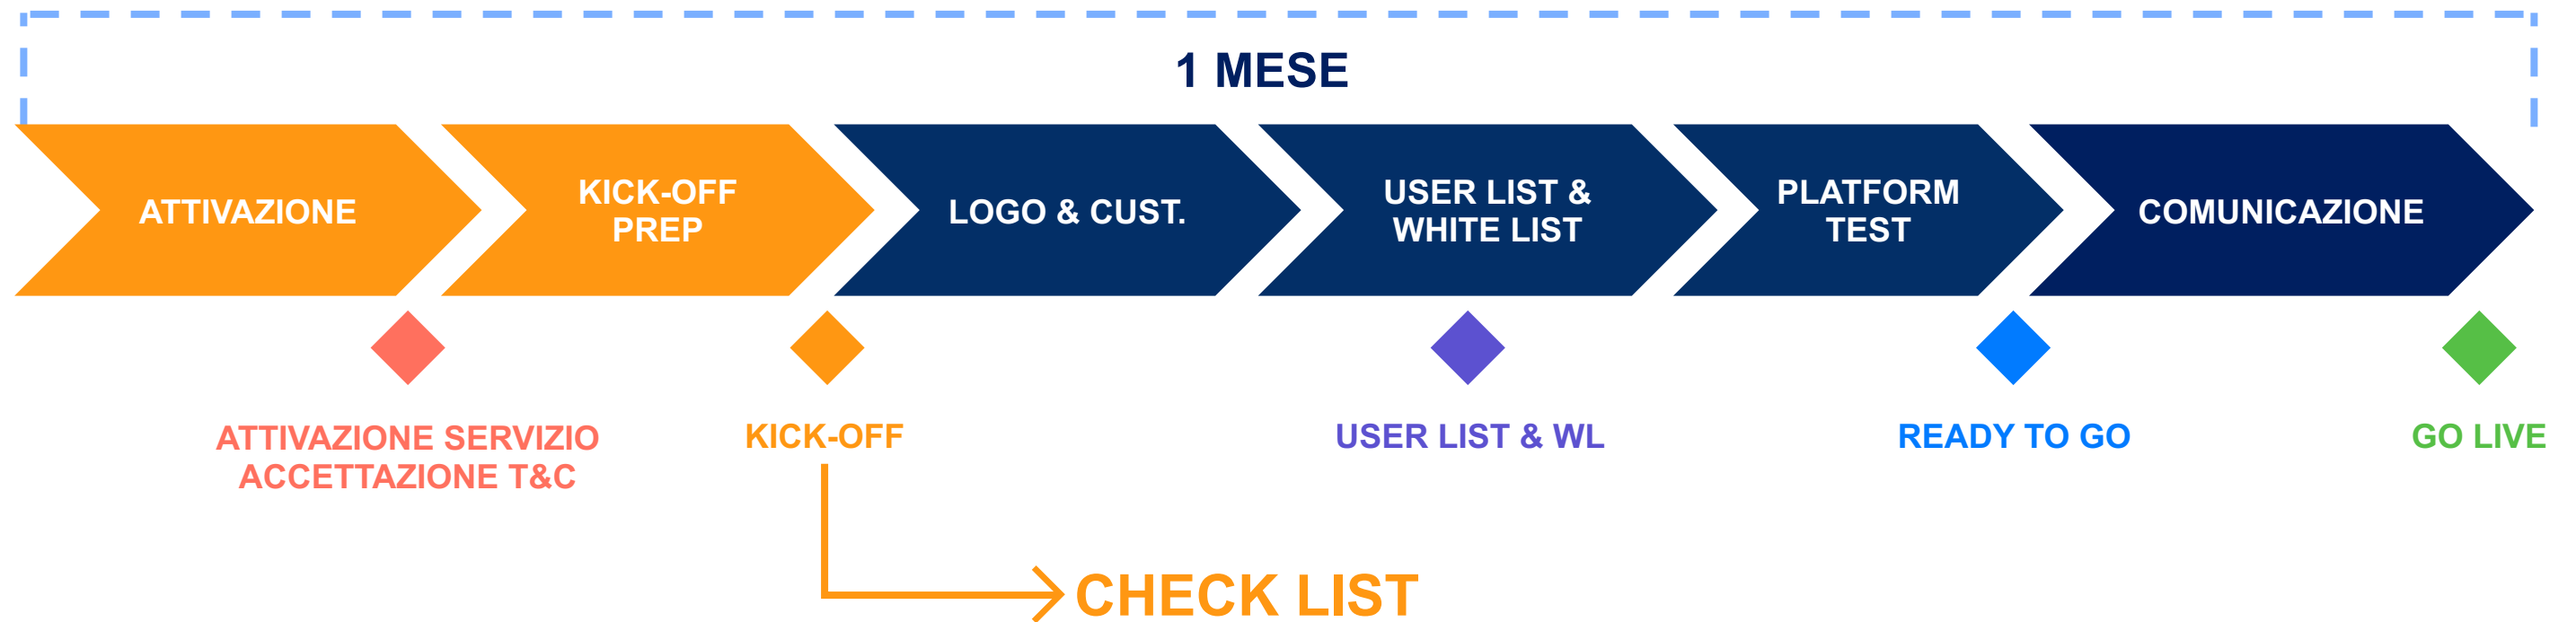 1 MESE
ATTIVAZIONE
KICK-OFF
PREP
LOGO & CUST.
USER LIST &
WHITE LIST
PLATFORM
TEST
COMUNICAZIONE
ATTIVAZIONE SERVIZIO
ACCETTAZIONE T&C
KICK-OFF
USER LIST & WL
READY TO GO
GO LIVE
CHECK LIST